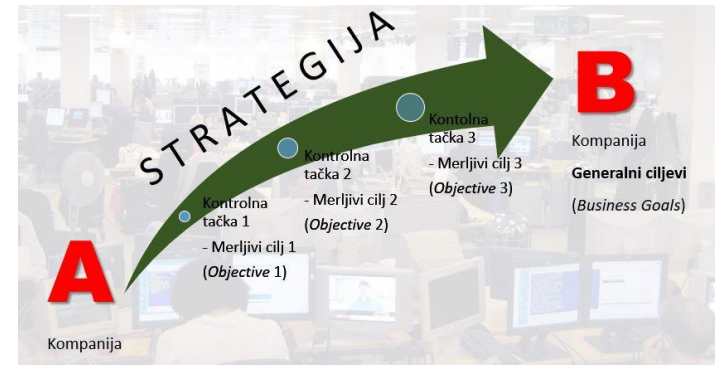 STRATEGIJA
A
Kompanija
Kontrolna
tačka 1
- Merljivi cilj 1
(Objective 1)
Kontrolna
tačka 2
- Merljivi cilj 2
(Objective 2)
Kontolna
tačka 3
- Merljivi cilj 3
(Objective 3)
B
Kompanija
Generalni ciljevi
(Business Goals)